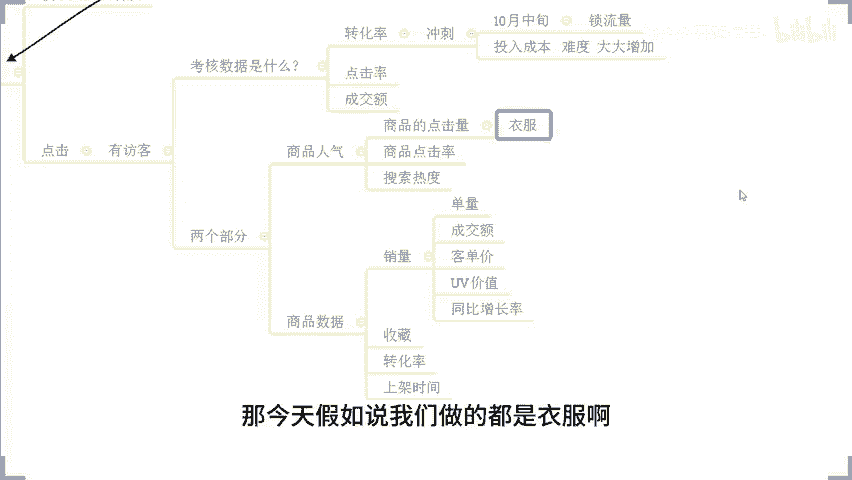 转化率 冲刺 10月中旬 锁流量
投入成本 难度 大大增加
考核数据是什么？
点击率
成交额
商品的点击量 衣服
点击 有访客 商品人气 商品点击率
搜索热度
单量
两个部分 成交额
销量 客单价
UV价值
同比增长率
商品数据
收藏
转化率
上架时间
那今天假如说我们做的都是衣服啊